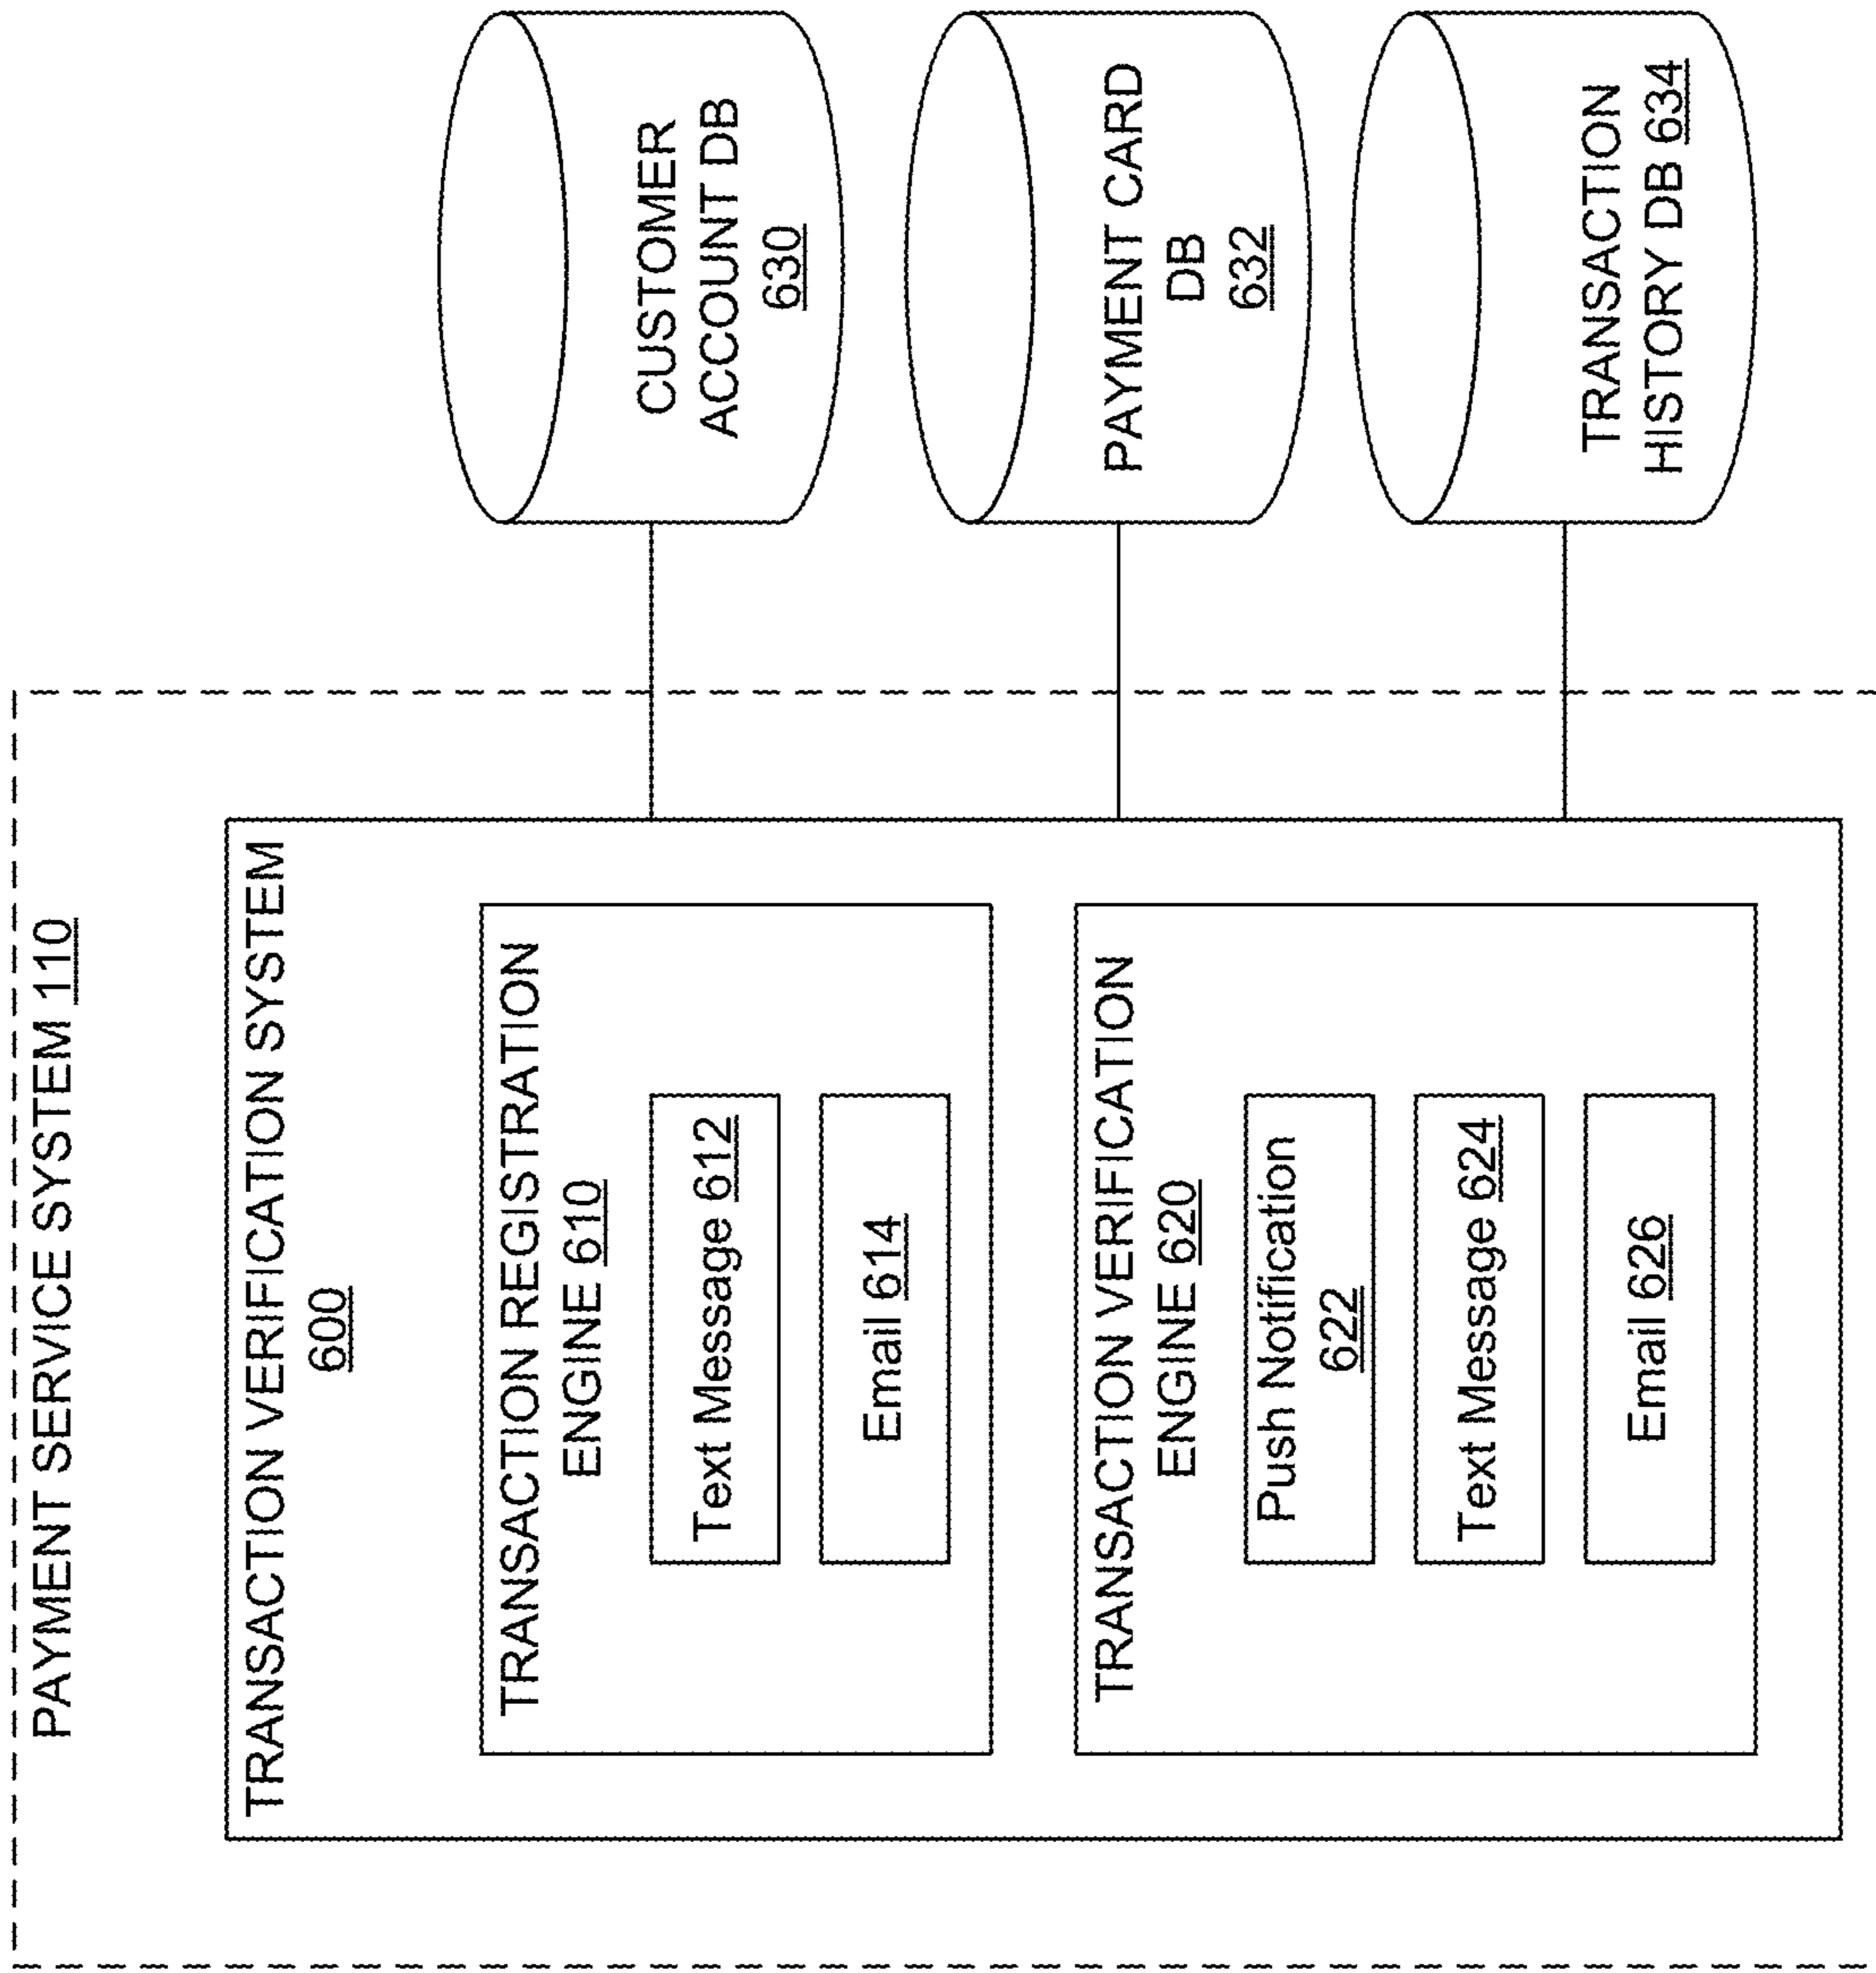 PAYMENT SERVICE SYSTEM 110
TRANSACTION VERIFICATION SYSTEM
600
TRANSACTION REGISTRATION
ENGINE 610
Text Message 612
Email 614
TRANSACTION VERIFICATION
ENGINE 620
Push Notification
622
Text Message 624
Email 626
CUSTOMER
ACCOUNT DB
630
PAYMENT CARD
DB
632
TRANSACTION
HISTORY DB 634